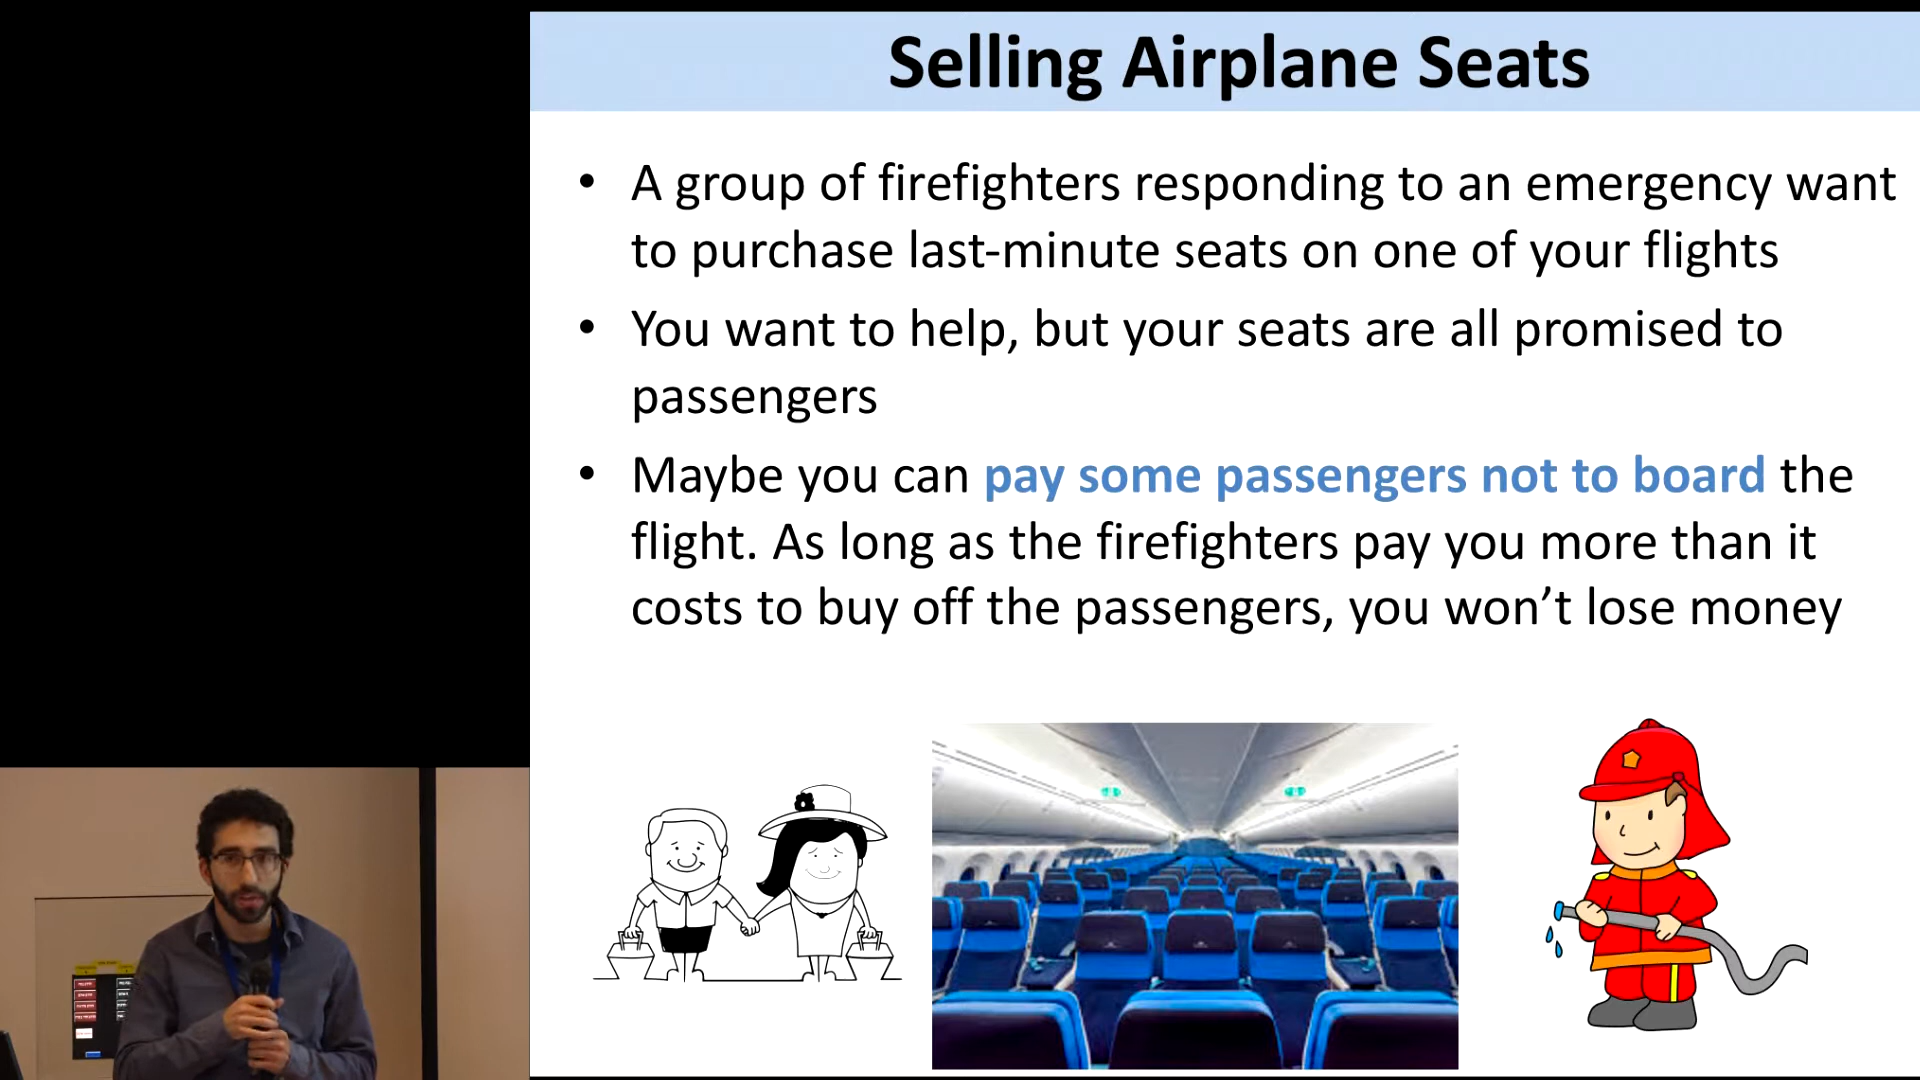 Selling Airplane Seats
• A group of firefighters responding to an emergency want
to purchase last-minute seats on one of your flights
• You want to help, but your seats are all promised to
passengers
• Maybe you can pay some passengers not to board the
flight. As long as the firefighters pay you more than it
costs to buy off the passengers, you won’t lose money